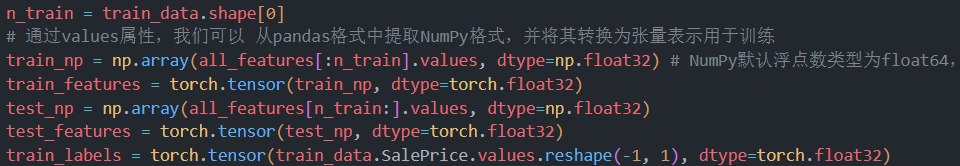 n_train = train_data.shape[0]
# 通过values属性，我们可以 从pandas格式中提取NumPy格式，并将其转换为张量表示用于训练
train_np = np.array(all_features[:n_train].values, dtype=np.float32) # NumPy默认浮点数类型为float64，
train_features = torch.tensor(train_np, dtype=torch.float32)
test_np = np.array(all_features[n_train:].values, dtype=np.float32)
test_features = torch.tensor(test_np, dtype=torch.float32)
train_labels = torch.tensor(train_data.SalePrice.values.reshape(-1, 1), dtype=torch.float32)